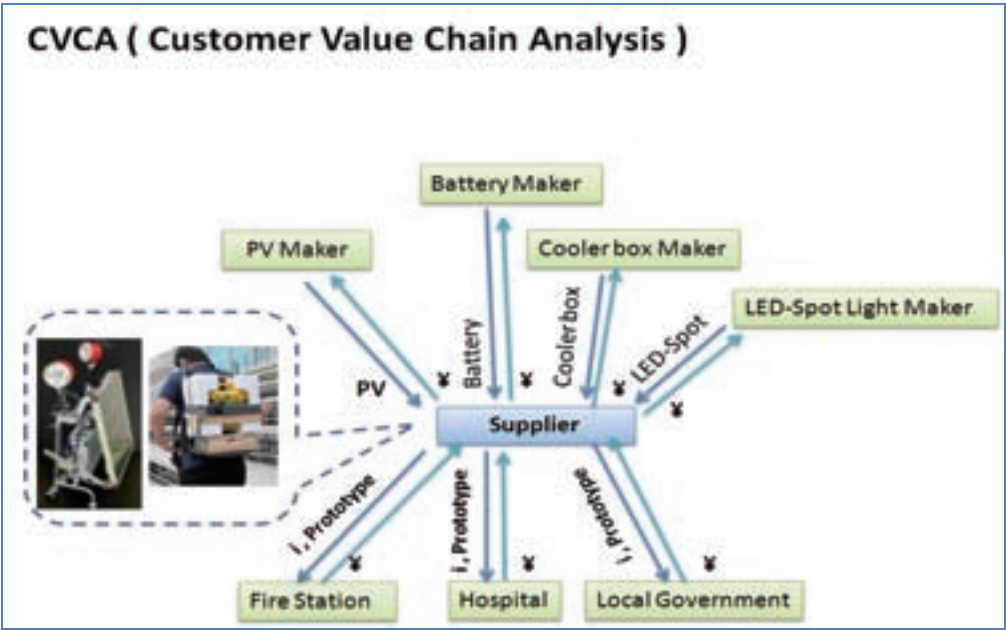 CVCA ( Customer Value Chain Analysis )
Battery Maker
PV Maker
Cooler box Maker
LED-Spot Light Maker
PV
¥
Battery
¥
Cooler box
¥
LED-Spot
¥
Supplier
i , Prototype
¥
i , Prototype
¥
i , Prototype
¥
Fire Station
Hospital
Local Government